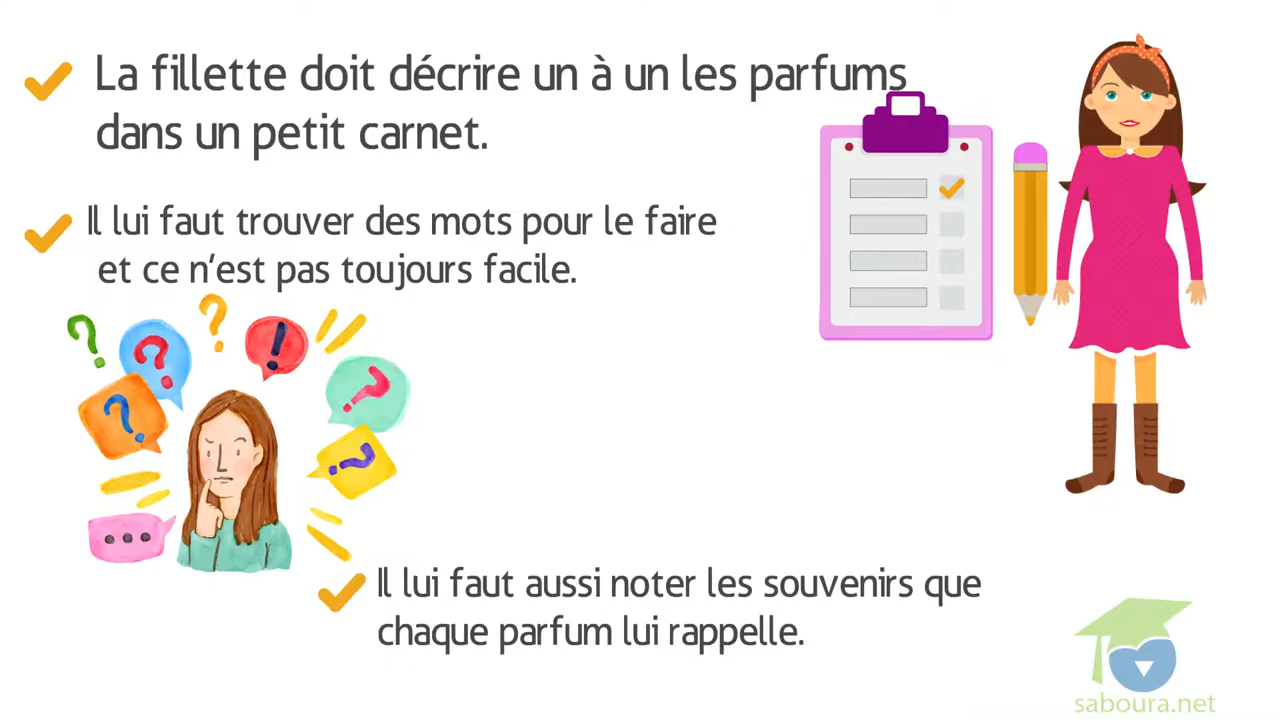 La fillette doit décrire un à un les parfums
dans un petit carnet.
Il lui faut trouver des mots pour le faire
et ce n'est pas toujours facile.
? ? ? ! ? ? ?
Il lui faut aussi noter les souvenirs que
chaque parfum lui rappelle.
saboura.net